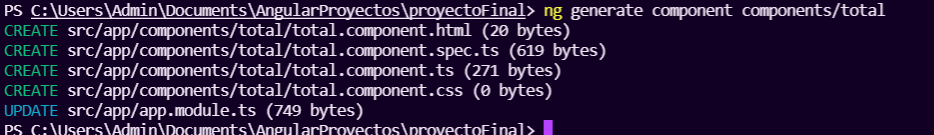 PS C:\Users\Admin\Documents\AngularProyectos\proyectoFinal> ng generate component components/total
CREATE src/app/components/total/total.component.html (20 bytes)
CREATE src/app/components/total/total.component.spec.ts (619 bytes)
CREATE src/app/components/total/total.component.ts (271 bytes)
CREATE src/app/components/total/total.component.css (0 bytes)
UPDATE src/app/app.module.ts (749 bytes)
PS C:\Users\Admin\Documents\AngularProyectos\proyectoFinal>